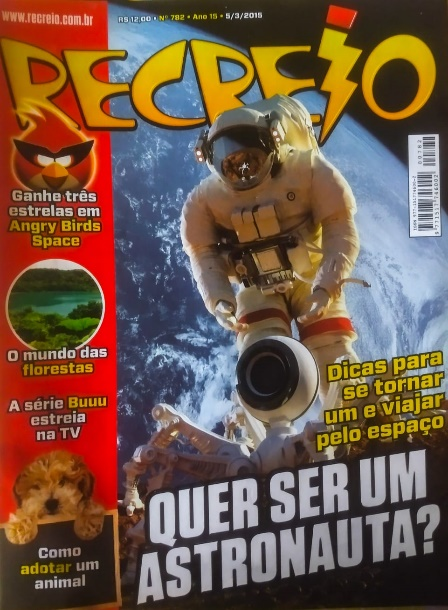 www.recreio.com.br
R$ 12,00 • Nº 782 • Ano 15 • 5/3/2015
RECREIO
Ganhe três
estrelas em
Angry Birds
Space
O mundo das
florestas
A série Buuu
estreia
na TV
Como
adotar um
animal
Dicas para
se tornar
um e viajar
pelo espaço
QUER SER UM
ASTRONAUTA?